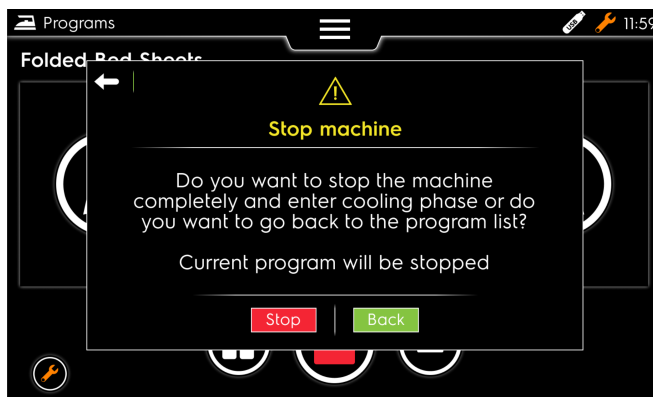 Programs
USB
11:59
Folded Bed Sheets
Stop machine
Do you want to stop the machine
completely and enter cooling phase or do
you want to go back to the program list?
Current program will be stopped
Stop
Back